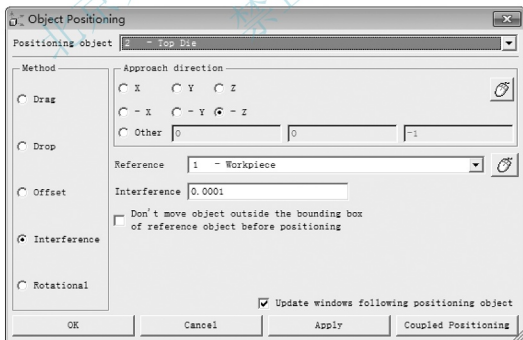 Object Positioning
Positioning object 2 - Top Die
Method
Drag
Drop
Offset
Interference
Rotational
Approach direction
X Y Z
- X - Y - Z
Other 0 0 -1
Reference 1 - Workpiece
Interference 0.0001
Don't move object outside the bounding box
of reference object before positioning
Update windows following positioning object
OK Cancel Apply Coupled Positioning